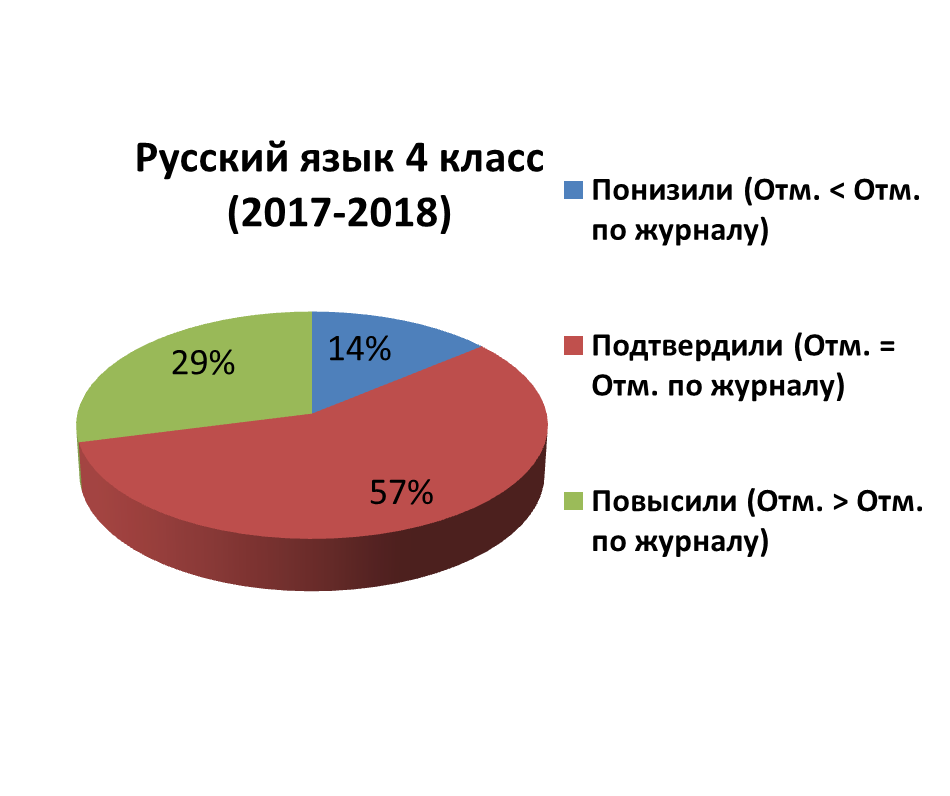 Русский язык 4 класс
(2017-2018)
Понизили (Отм. < Отм.
по журналу)
Подтвердили (Отм. =
Отм. по журналу)
Повысили (Отм. > Отм.
по журналу)
14%
29%
57%